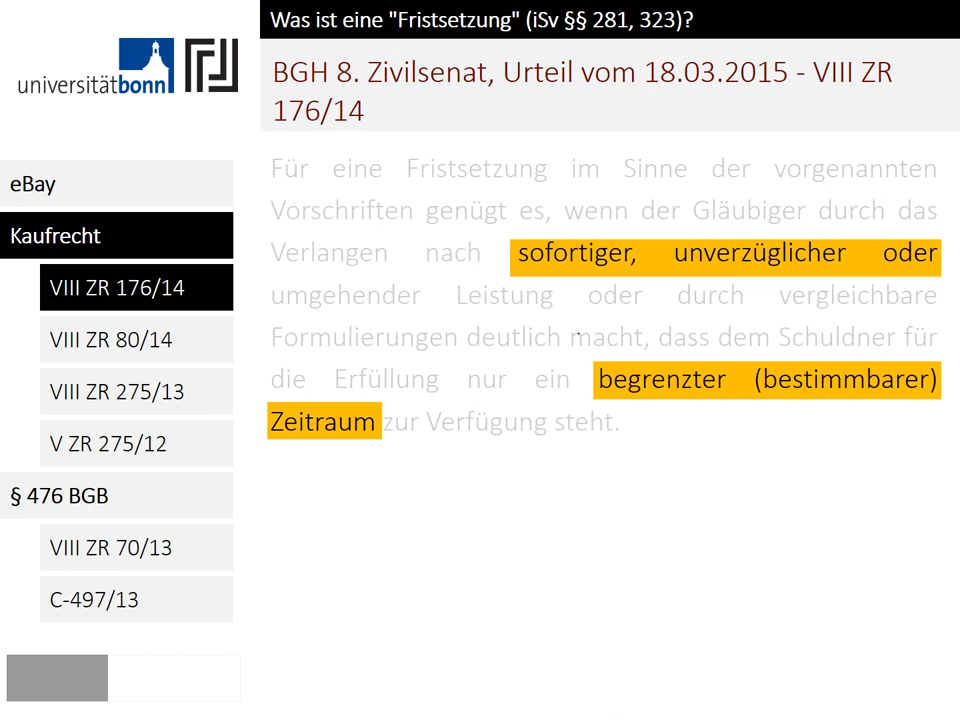 Was ist eine "Fristsetzung" (iSv §§ 281, 323)?
BGH 8. Zivilsenat, Urteil vom 18.03.2015 - VIII ZR
176/14
universitätbonn
eBay
Kaufrecht
VIII ZR 176/14
VIII ZR 80/14
VIII ZR 275/13
V ZR 275/12
§ 476 BGB
VIII ZR 70/13
C-497/13
Für eine Fristsetzung im Sinne der vorgenannten
Vorschriften genügt es, wenn der Gläubiger durch das
Verlangen nach sofortiger, unverzüglicher oder
umgehender Leistung oder durch vergleichbare
Formulierungen deutlich macht, dass dem Schuldner für
die Erfüllung nur ein begrenzter (bestimmbarer)
Zeitraum zur Verfügung steht.